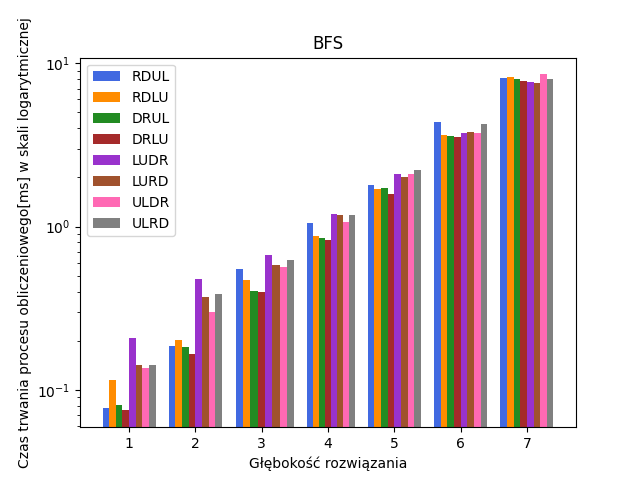 BFS
Czas trwania procesu obliczeniowego[ms] w skali logarytmicznej
10¹
10⁰
10⁻¹
RDUL
RDLU
DRUL
DRLU
LUDR
LURD
ULDR
ULRD
1 2 3 4 5 6 7
Głębokość rozwiązania